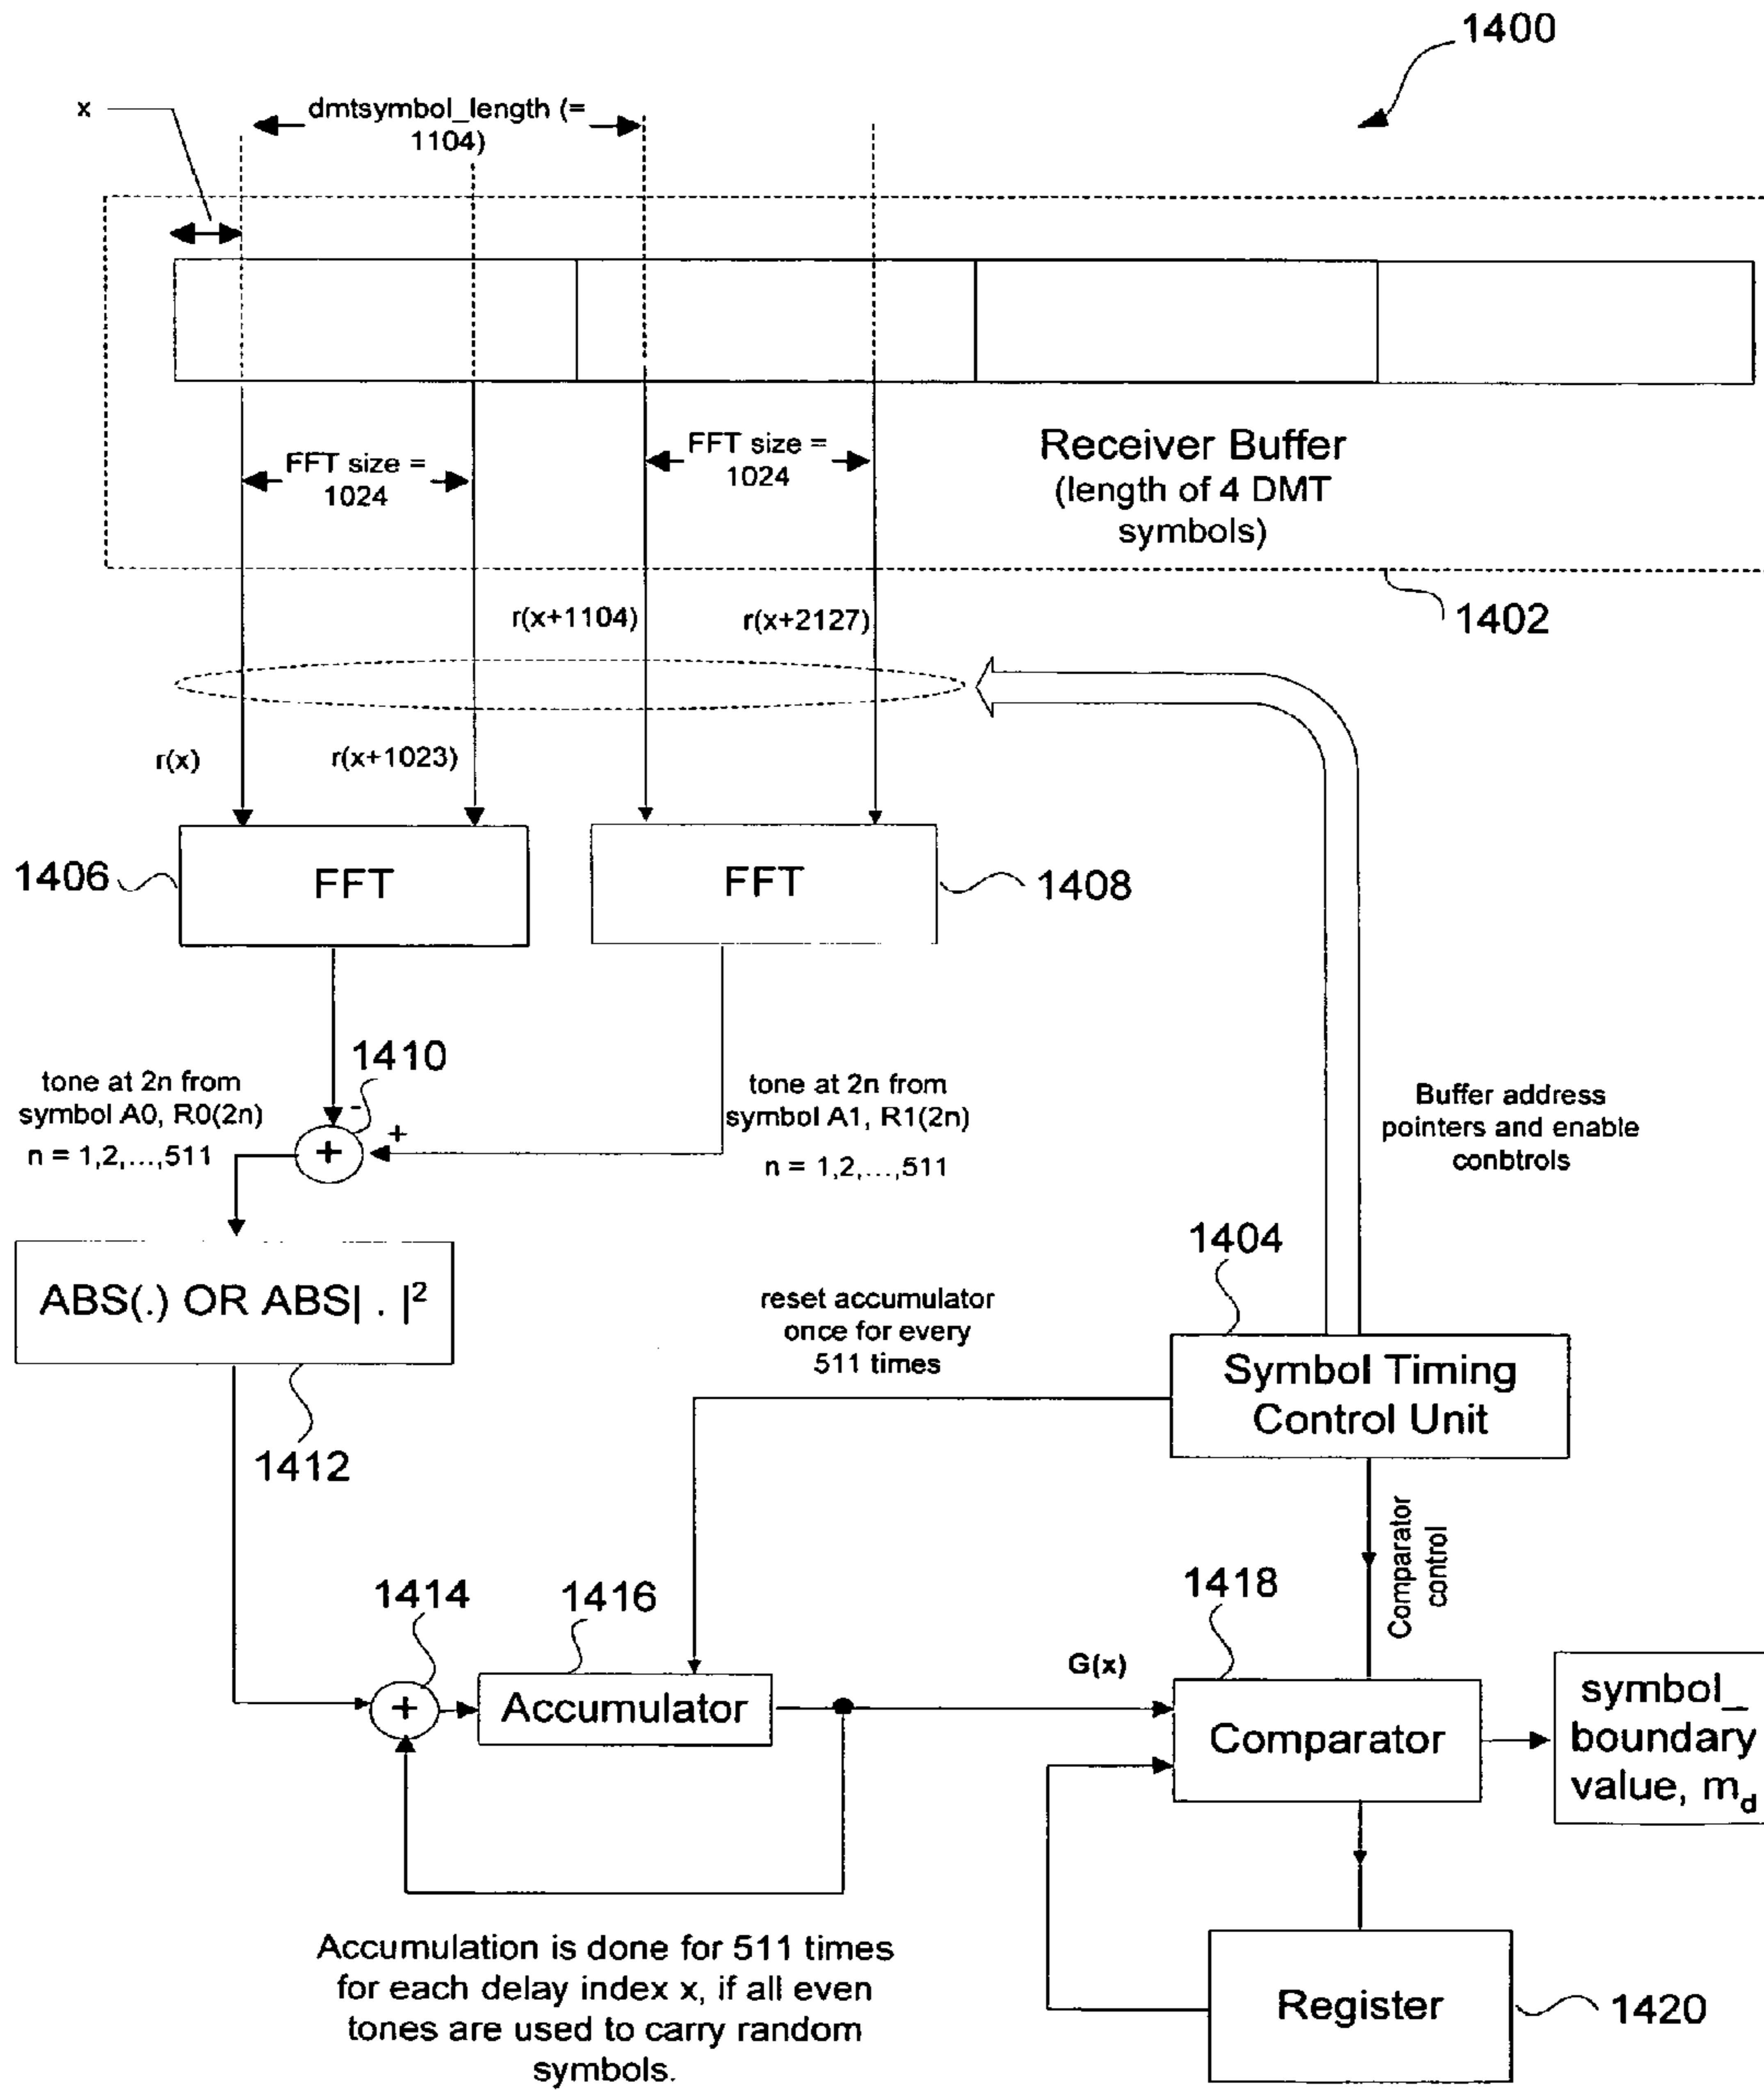 1400
x
dmtsymbol_length (=
1104)
FFT size =
1024
FFT size =
1024
Receiver Buffer
(length of 4 DMT
symbols)
1402
r(x+1104)
r(x+2127)
r(x)
r(x+1023)
1406
FFT
FFT
1408
1410
tone at 2n from
symbol A0, R0(2n)
n = 1,2,...,511
-
+
+
tone at 2n from
symbol A1, R1(2n)
n = 1,2,...,511
Buffer address
pointers and enable
conbtrols
1404
ABS(.) OR ABS| . |²
1412
reset accumulator
once for every
511 times
Symbol Timing
Control Unit
Comparator
control
1414
1416
1418
+
Accumulator
G(x)
Comparator
symbol_
boundary
value, m_d
Accumulation is done for 511 times
for each delay index x, if all even
tones are used to carry random
symbols.
Register
1420